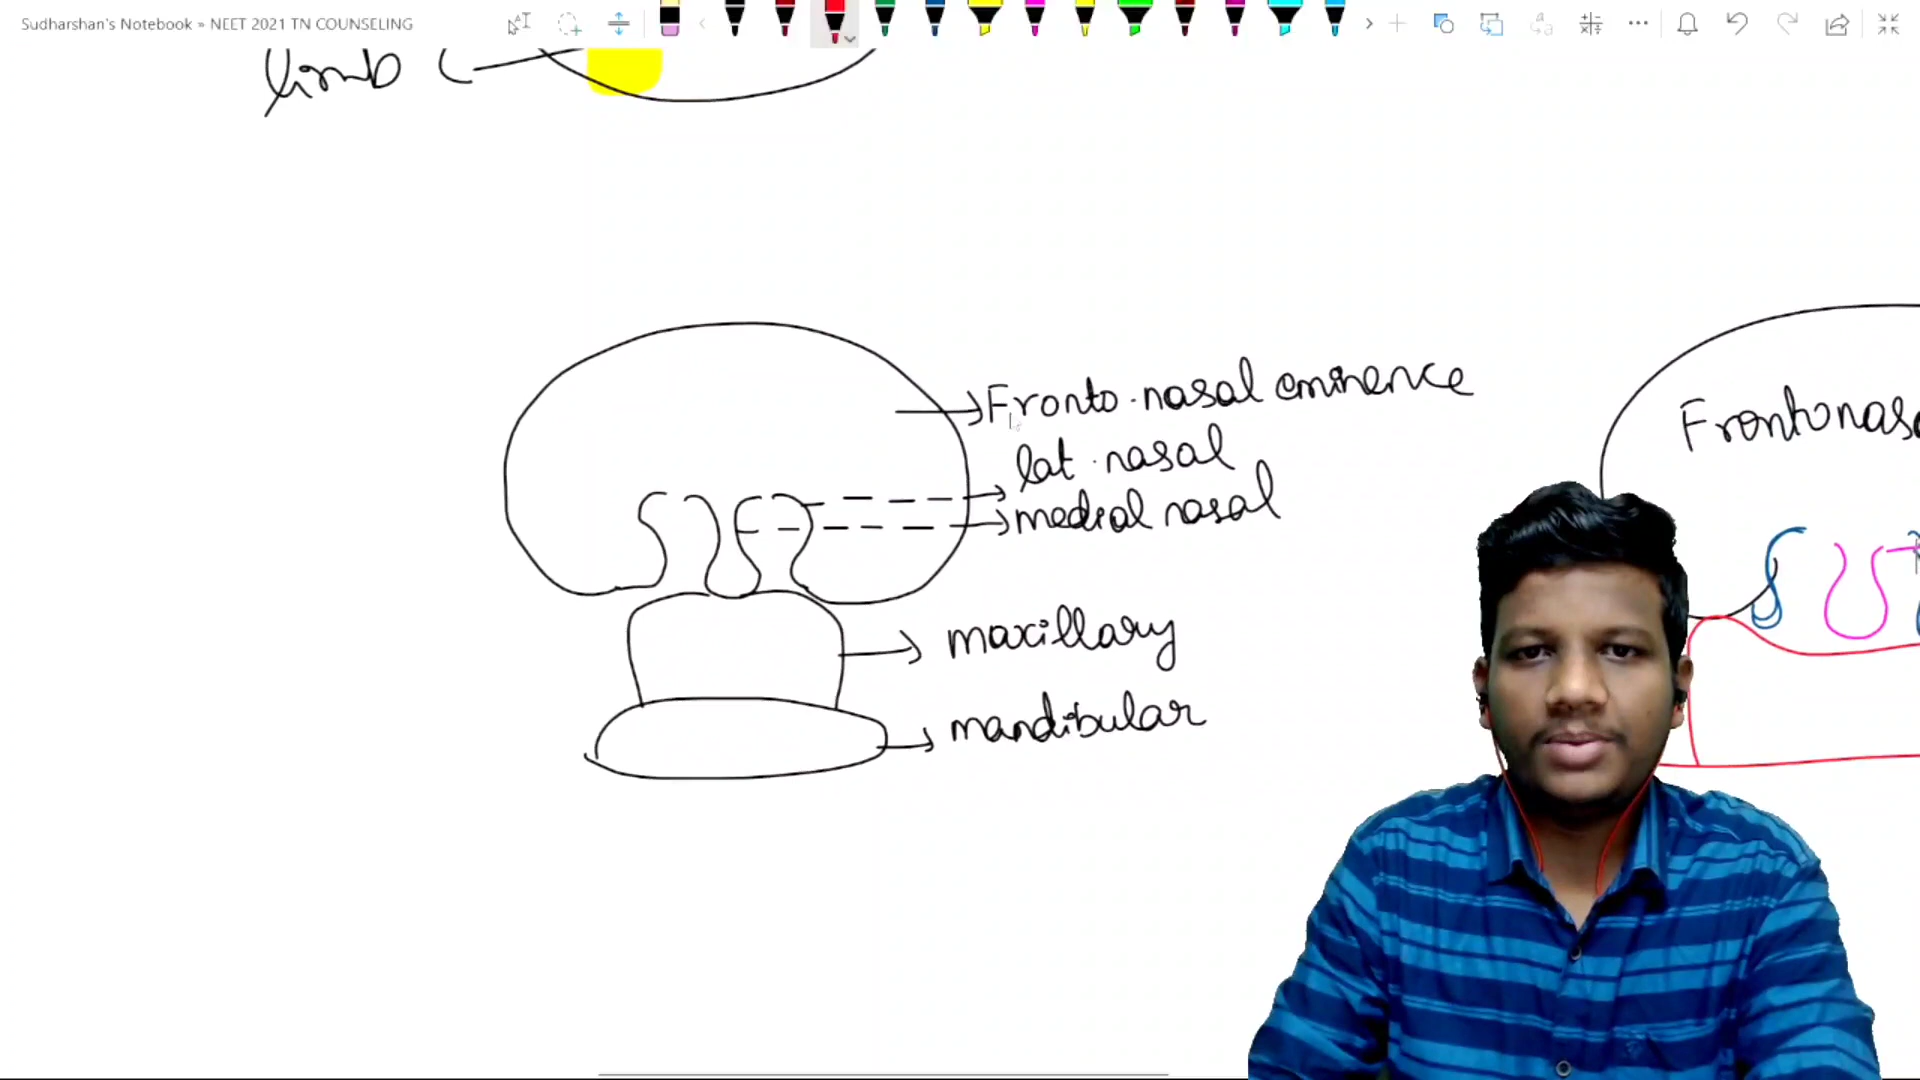 Sudharshan's Notebook » NEET 2021 TN COUNSELING
limb
Fronto.nasal eminence
lat.nasal
medial nasal
maxillary
mandibular
Frontonas